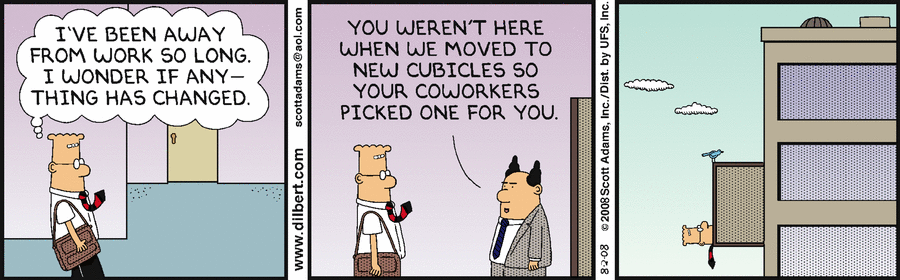 I'VE BEEN AWAY
FROM WORK SO LONG.
I WONDER IF ANY-
THING HAS CHANGED.
www.dilbert.com
scottadams@aol.com
YOU WEREN'T HERE
WHEN WE MOVED TO
NEW CUBICLES SO
YOUR COWORKERS
PICKED ONE FOR YOU.
8-2-08 © 2008 Scott Adams, Inc./Dist. by UFS, Inc.